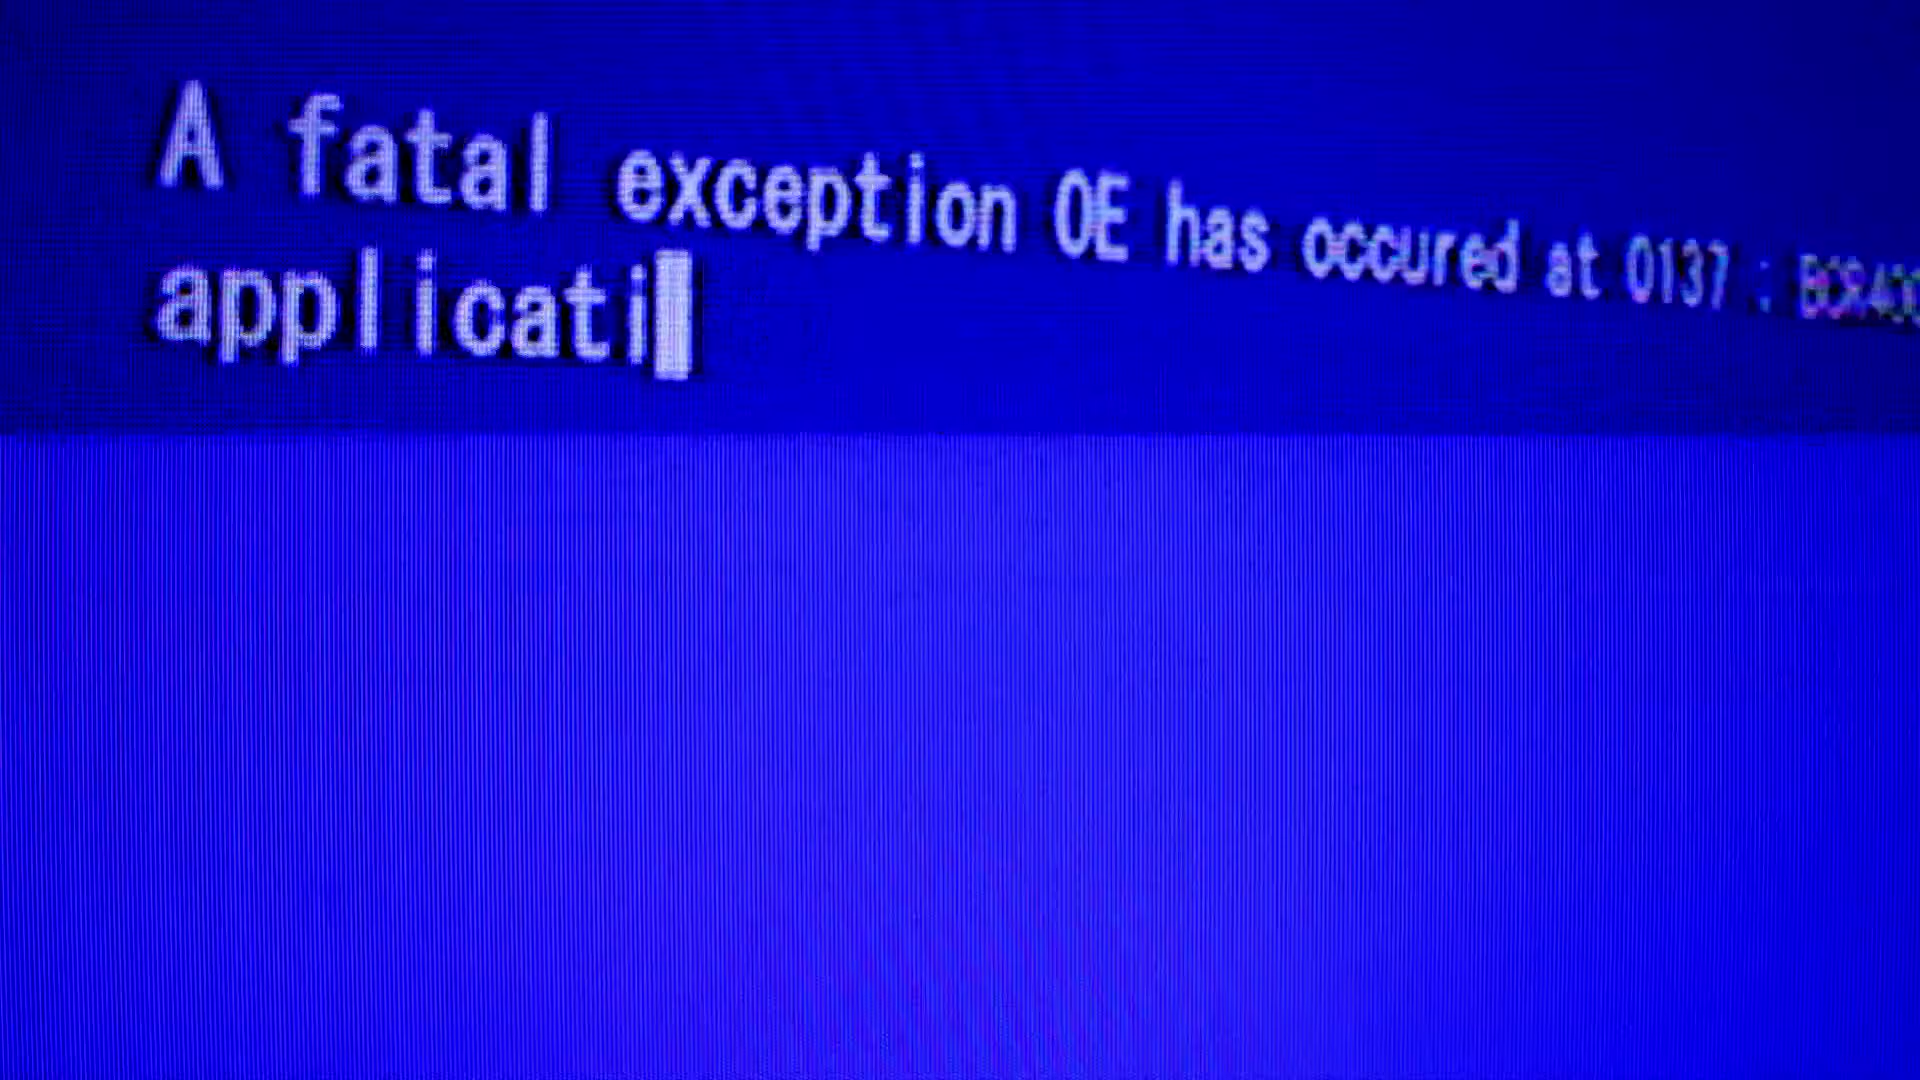 A fatal exception 0E has occured at 0137 :
applicati